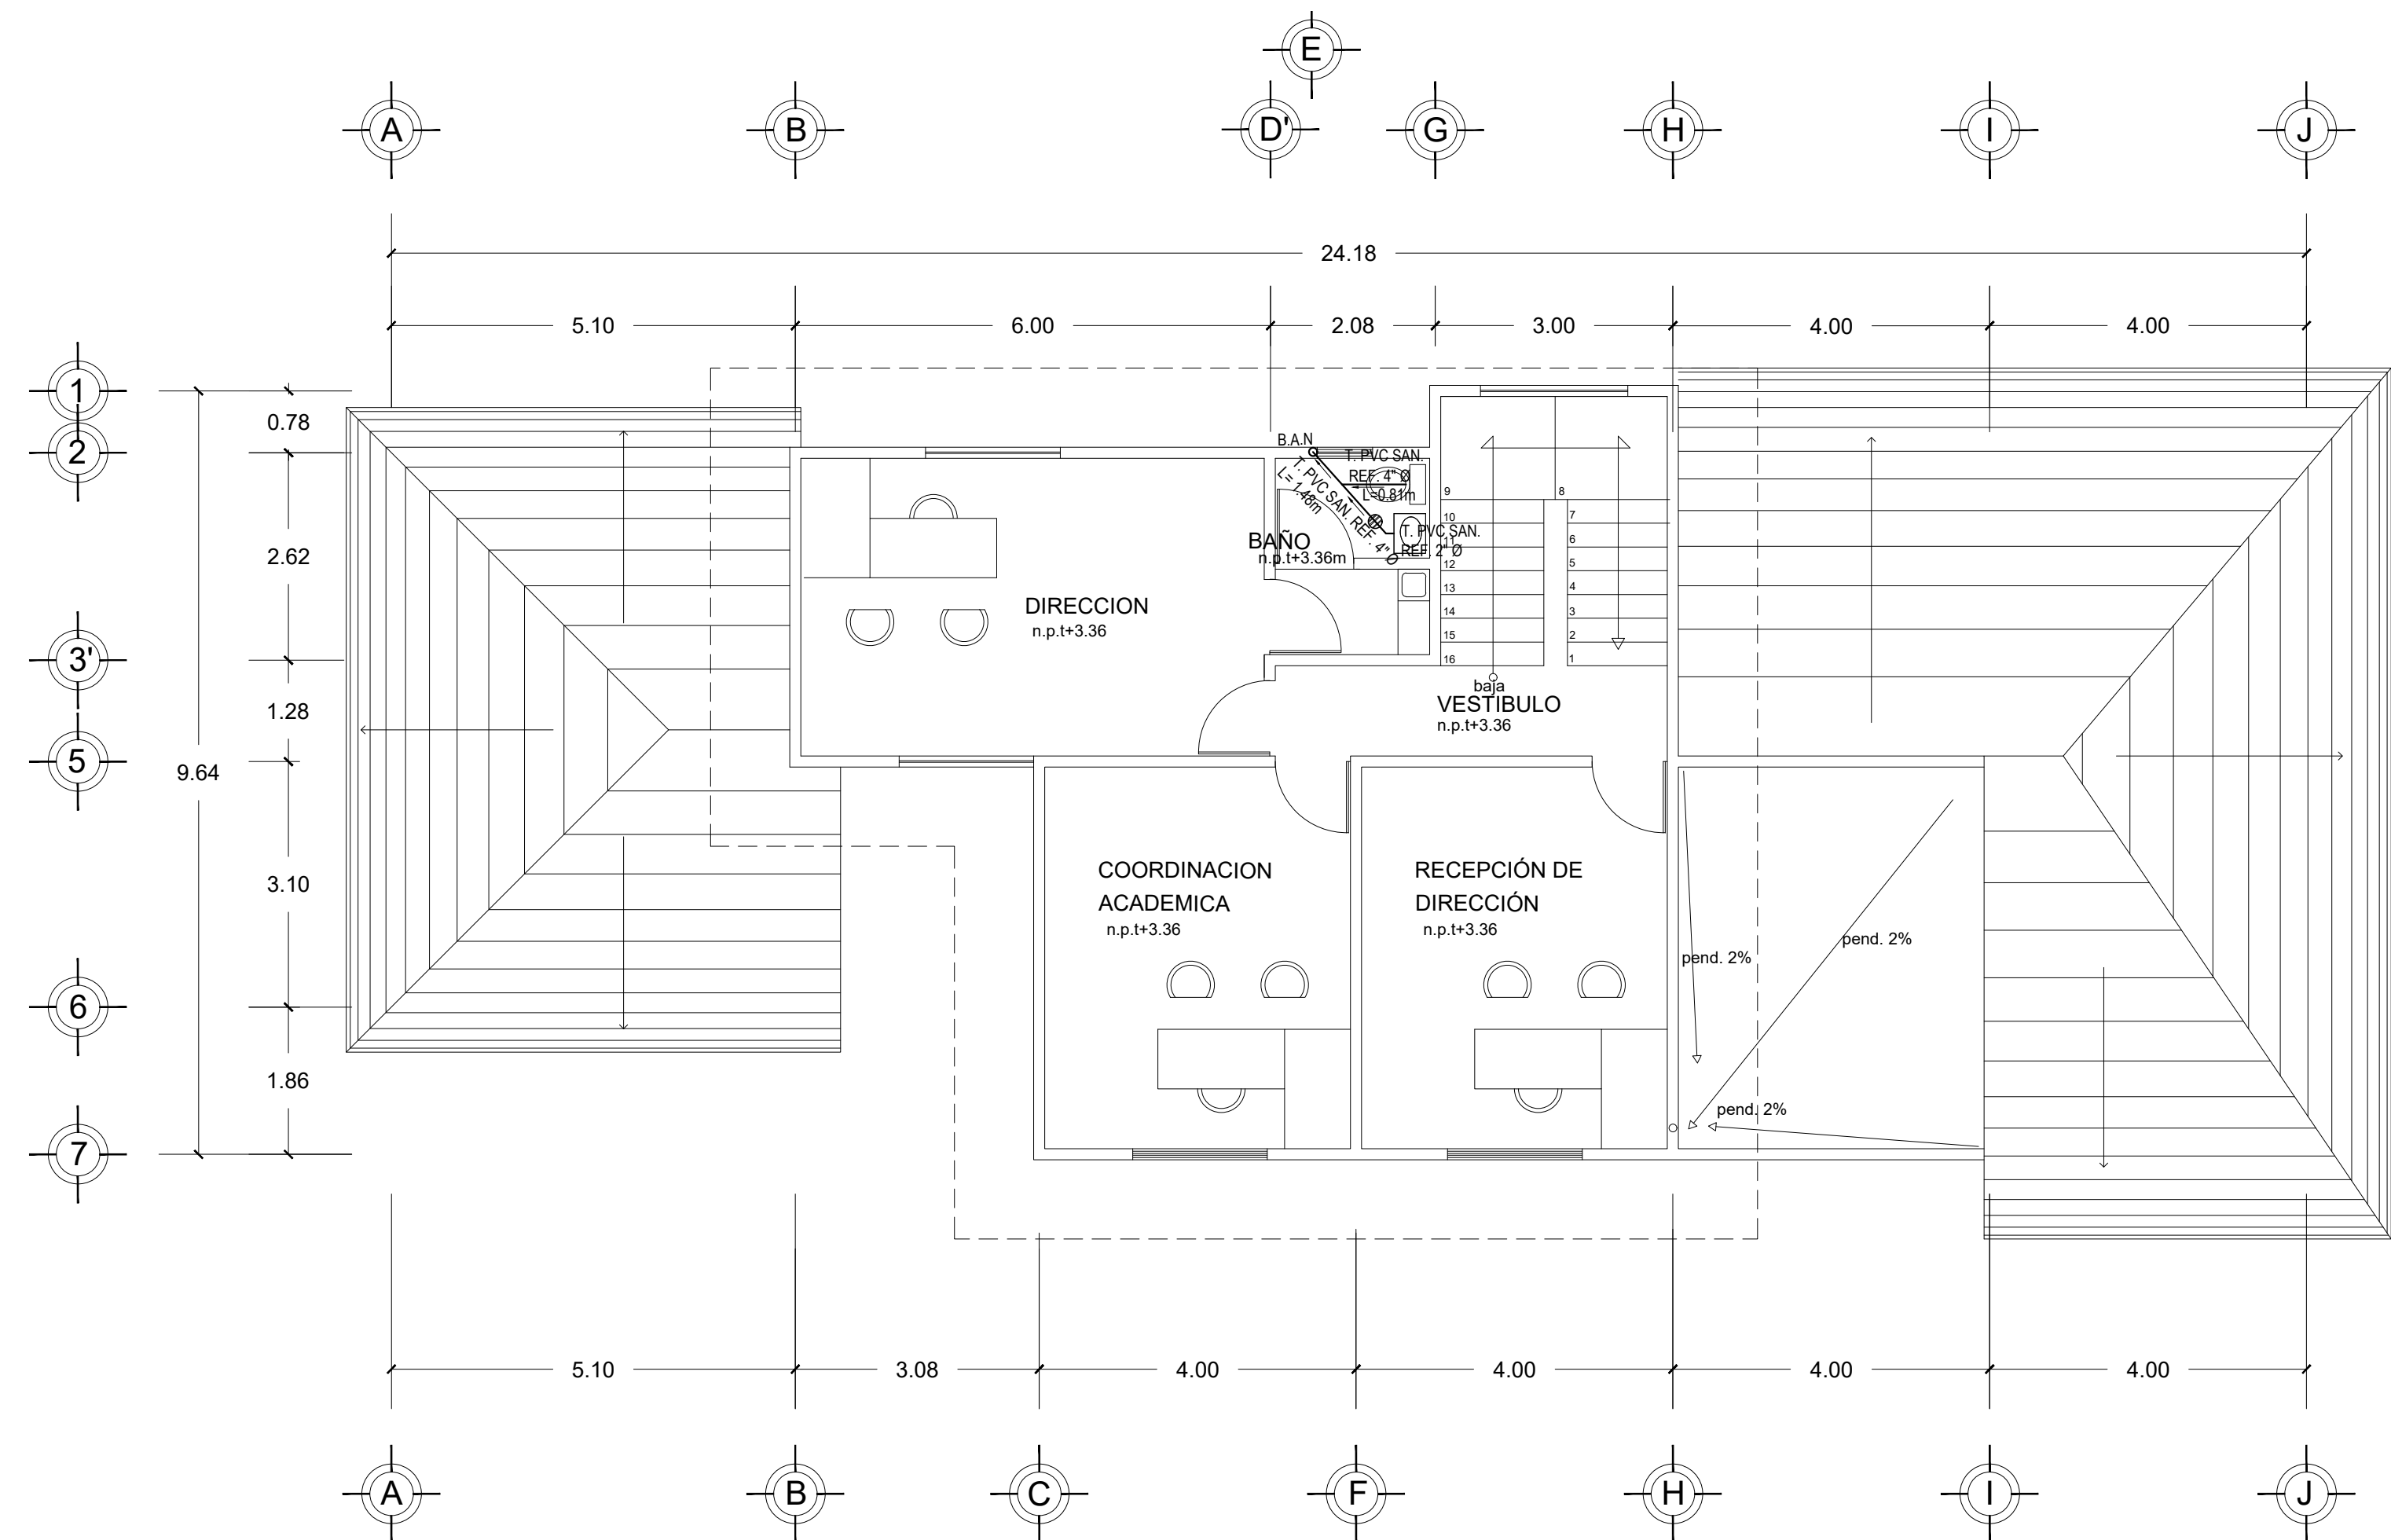 E
A
B
D'
G
H
I
J
24.18
5.10
6.00
2.08
3.00
4.00
4.00
1
0.78
2
2.62
3'
1.28
5
9.64
3.10
6
1.86
7
B.A.N
T. PVC SAN.
REF. 4" Ø
L=0.81m
T. PVC SAN. REF. 4" Ø
L= 1.48m
T. PVC SAN.
REF. 2" Ø
BAÑO
n.p.t+3.36m
DIRECCION
n.p.t+3.36
9
8
10
7
11
6
12
5
13
4
14
3
15
2
16
1
baja
VESTIBULO
n.p.t+3.36
COORDINACION
ACADEMICA
n.p.t+3.36
RECEPCIÓN DE
DIRECCIÓN
n.p.t+3.36
pend. 2%
pend. 2%
pend. 2%
5.10
3.08
4.00
4.00
4.00
4.00
A
B
C
F
H
I
J